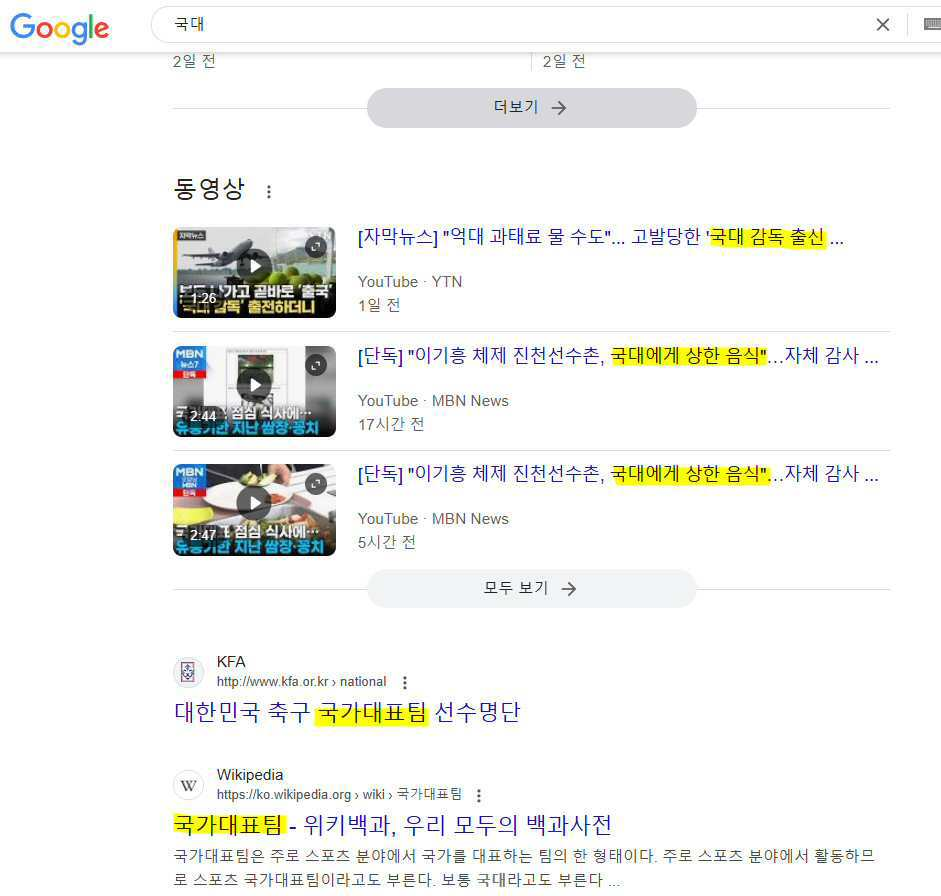 Google
국대
2일 전
2일 전
더보기
동영상
자막뉴스
가고 곧바로 '출국'
'국대 감독' 출전하더니
1:26
[자막뉴스] "억대 과태료 물 수도"... 고발당한 '국대 감독 출신 ...
YouTube · YTN
1일 전
MBN
뉴스7
단독
점심 식사에…
유통기한 지난 쌈장·꽁치
2:44
[단독] "이기흥 체제 진천선수촌, 국대에게 상한 음식"…자체 감사 ...
YouTube · MBN News
17시간 전
MBN
MBN
단독
점심 식사에…
유통기한 지난 쌈장·꽁치
2:47
[단독] "이기흥 체제 진천선수촌, 국대에게 상한 음식"…자체 감사 ...
YouTube · MBN News
5시간 전
모두 보기
KFA
http://www.kfa.or.kr › national
대한민국 축구 국가대표팀 선수명단
W
Wikipedia
https://ko.wikipedia.org › wiki › 국가대표팀
국가대표팀 - 위키백과, 우리 모두의 백과사전
국가대표팀은 주로 스포츠 분야에서 국가를 대표하는 팀의 한 형태이다. 주로 스포츠 분야에서 활동하므
로 스포츠 국가대표팀이라고도 부른다. 보통 국대라고도 부른다 ...